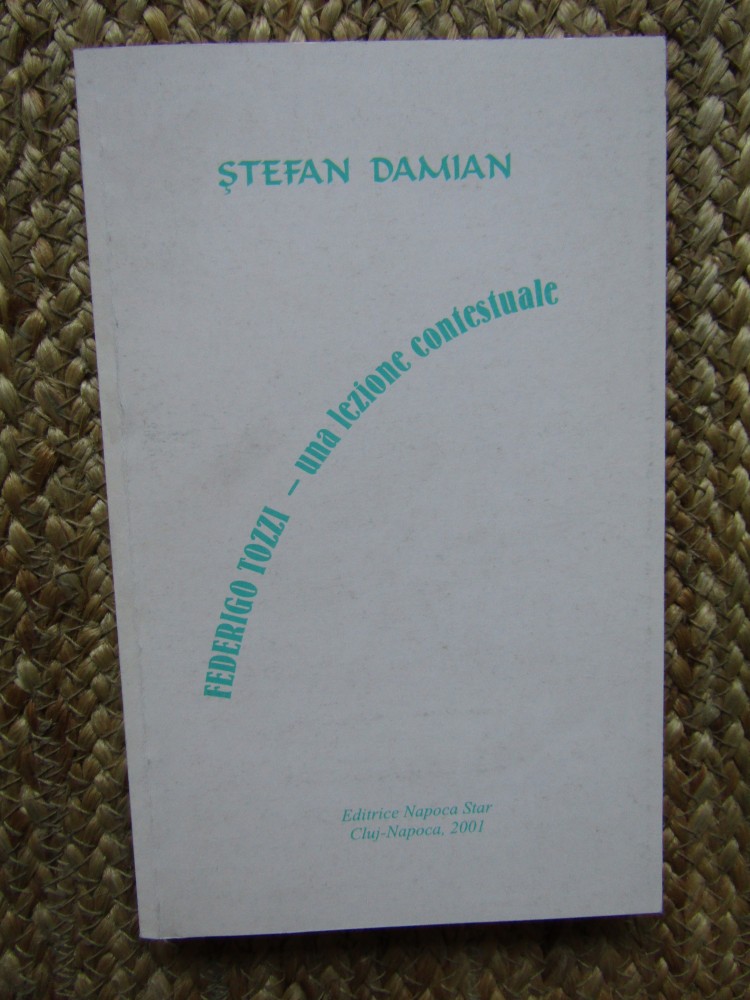 ŞTEFAN DAMIAN
FEDERIGO TOZZI – una lezione contestuale
Editrice Napoca Star
Cluj-Napoca, 2001